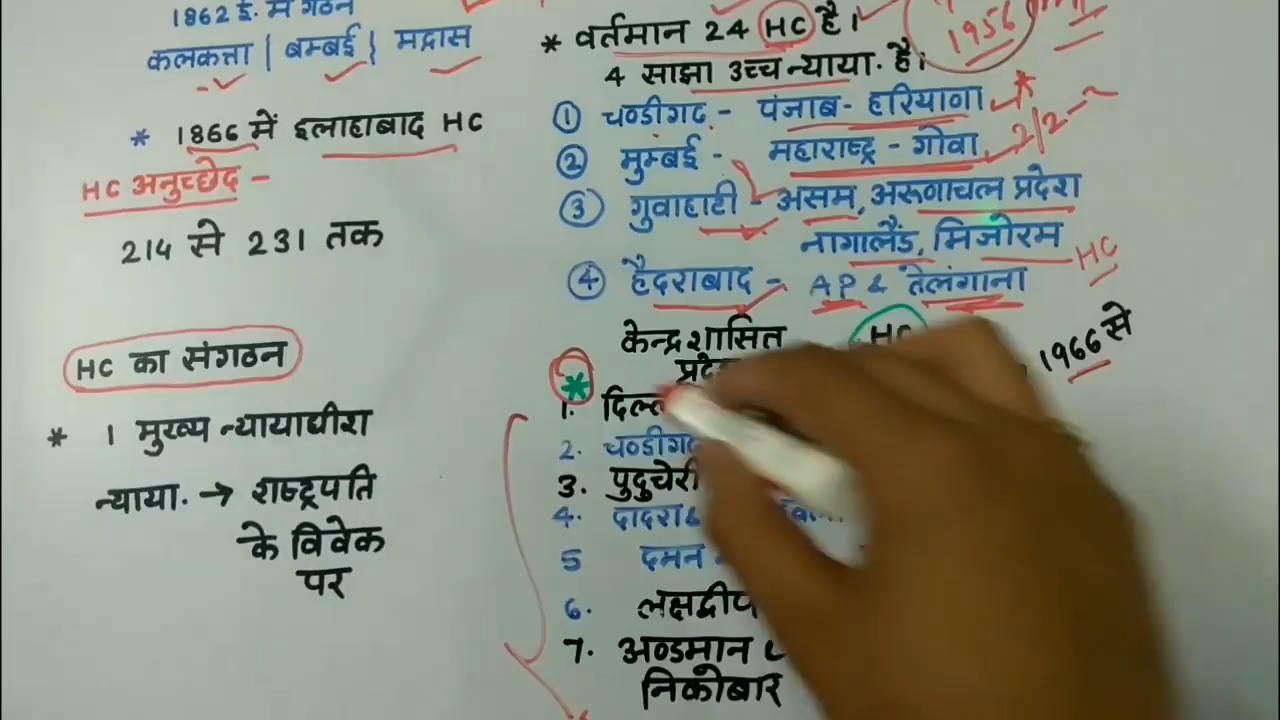 1862 ई. में गठन
कलकत्ता | बम्बई | मद्रास
* 1866 में इलाहाबाद HC
HC अनुच्छेद -
214 से 231 तक
HC का संगठन
* 1 मुख्य न्यायाधीश
न्याया. → राष्ट्रपति
के विवेक
पर
* वर्तमान 24 HC है।
1956
4 साझा उच्च न्याया. है।
① चण्डीगढ़ - पंजाब - हरियाणा
② मुम्बई - महाराष्ट्र - गोवा
③ गुवाहाटी - असम, अरूणाचल प्रदेश
नागालैंड, मिजोरम
④ हैदराबाद - AP & तेलंगाना
HC
केन्द्रशासित
HC
1966 से
*
1.
2.
3. पुदुचेरी
4. दादरा &
5 दमन
6. लक्षद्वीप
7. अण्डमान
निकोबार